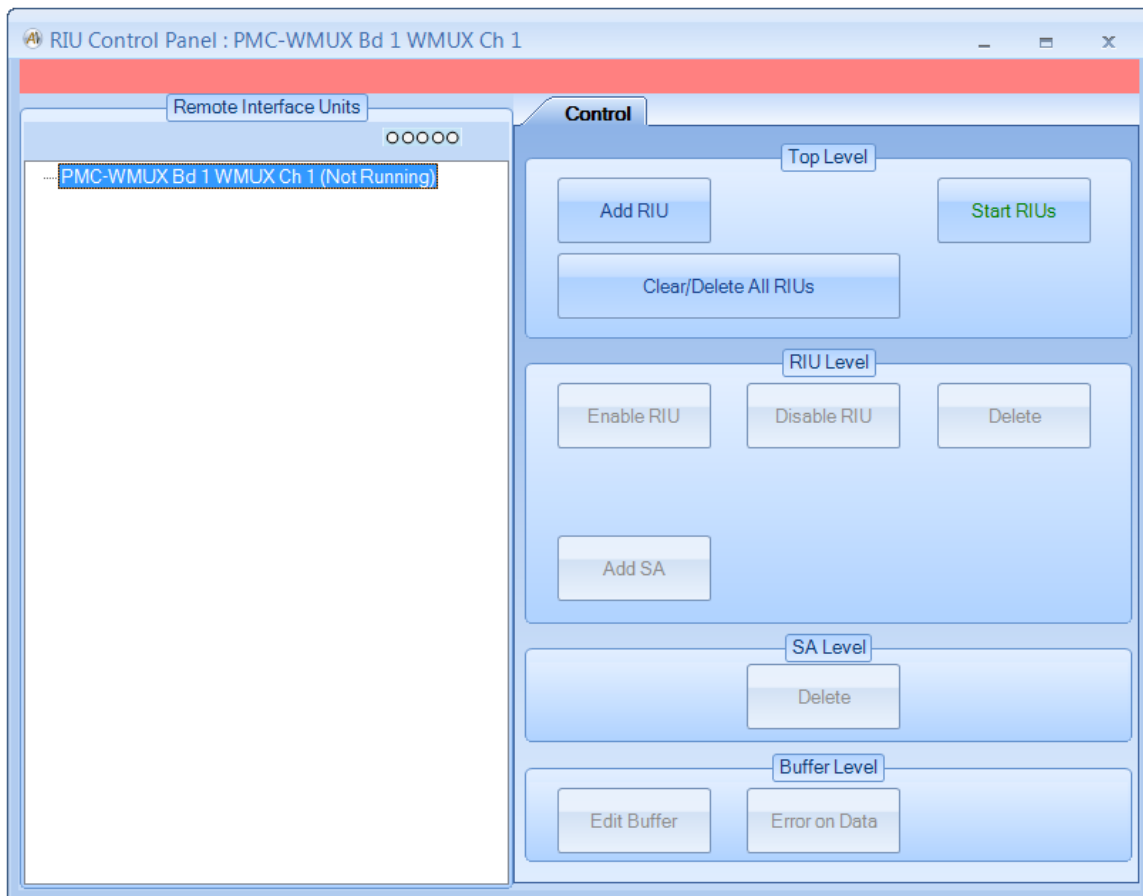 RIU Control Panel : PMC-WMUX Bd 1 WMUX Ch 1
Remote Interface Units
PMC-WMUX Bd 1 WMUX Ch 1 (Not Running)
Control
Top Level
Add RIU
Start RIUs
Clear/Delete All RIUs
RIU Level
Enable RIU
Disable RIU
Delete
Add SA
SA Level
Delete
Buffer Level
Edit Buffer
Error on Data